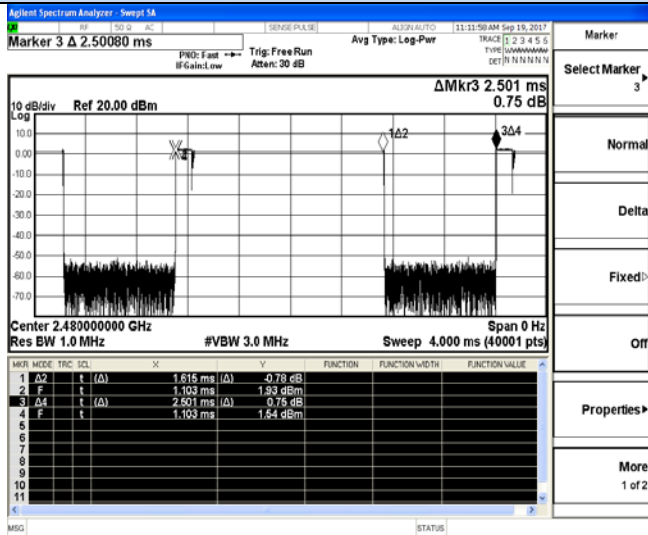 Agilent Spectrum Analyzer - Swept SA
RF 50 Ω AC SENSE:PULSE ALIGN AUTO 11:11:58 AM Sep 19, 2017
Marker 3 Δ 2.50080 ms
PNO: Fast
IFGain:Low
Trig: Free Run
Atten: 30 dB
Avg Type: Log-Pwr
TRACE 1 2 3 4 5 6
TYPE WWWWWW
DET N N N N N N
ΔMkr3 2.501 ms
0.75 dB
10 dB/div Ref 20.00 dBm
Log
10.0
0.00
-10.0
-20.0
-30.0
-40.0
-50.0
-60.0
-70.0
1Δ2
3Δ4
Center 2.480000000 GHz Span 0 Hz
Res BW 1.0 MHz #VBW 3.0 MHz Sweep 4.000 ms (40001 pts)
MKR MODE TRC SCL X Y FUNCTION FUNCTION WIDTH FUNCTION VALUE
1 Δ2 t (Δ) 1.615 ms (Δ) -0.78 dB
2 F t 1.103 ms 1.93 dBm
3 Δ4 t (Δ) 2.501 ms (Δ) 0.75 dB
4 F t 1.103 ms 1.54 dBm
5
6
7
8
9
10
11
MSG STATUS
Marker
Select Marker
3
Normal
Delta
Fixed
Off
Properties
More
1 of 2